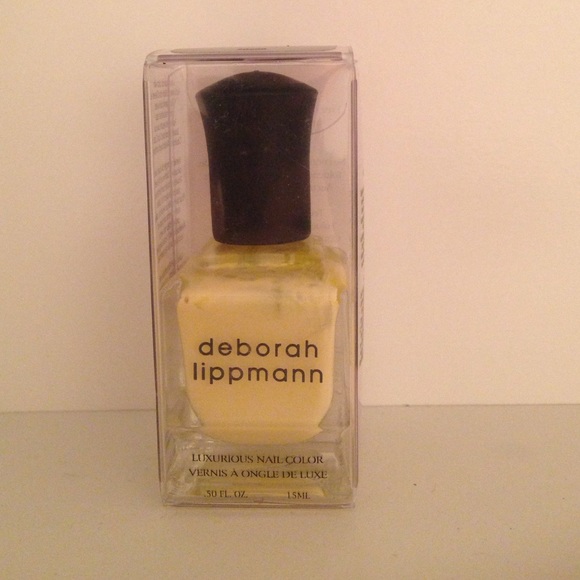 deborah
lippmann
LUXURIOUS NAIL COLOR
VERNIS À ONGLE DE LUXE
.50 FL. OZ. 15ML